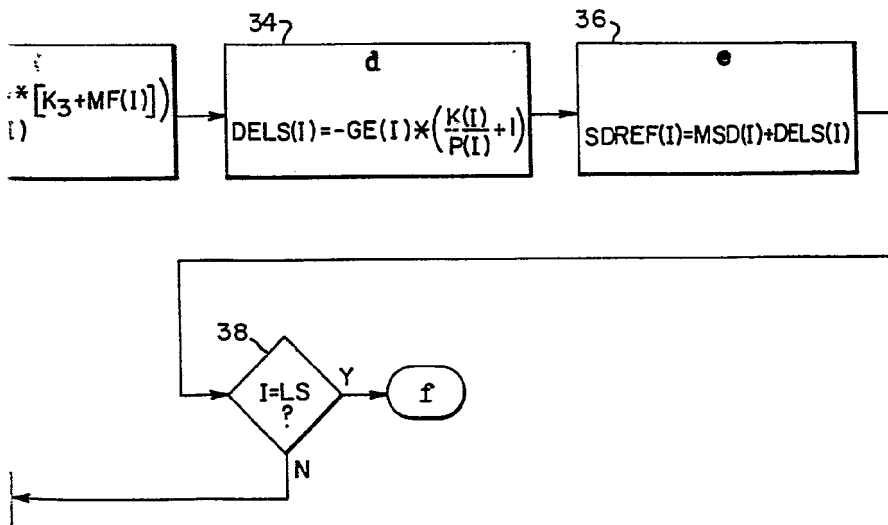 34
36
*[K3+MF(I)])
I)
d
DELS(I)=-GE(I)*(K(I)/P(I)+1)
e
SDREF(I)=MSD(I)+DELS(I)
38
I=LS
?
Y
f
N